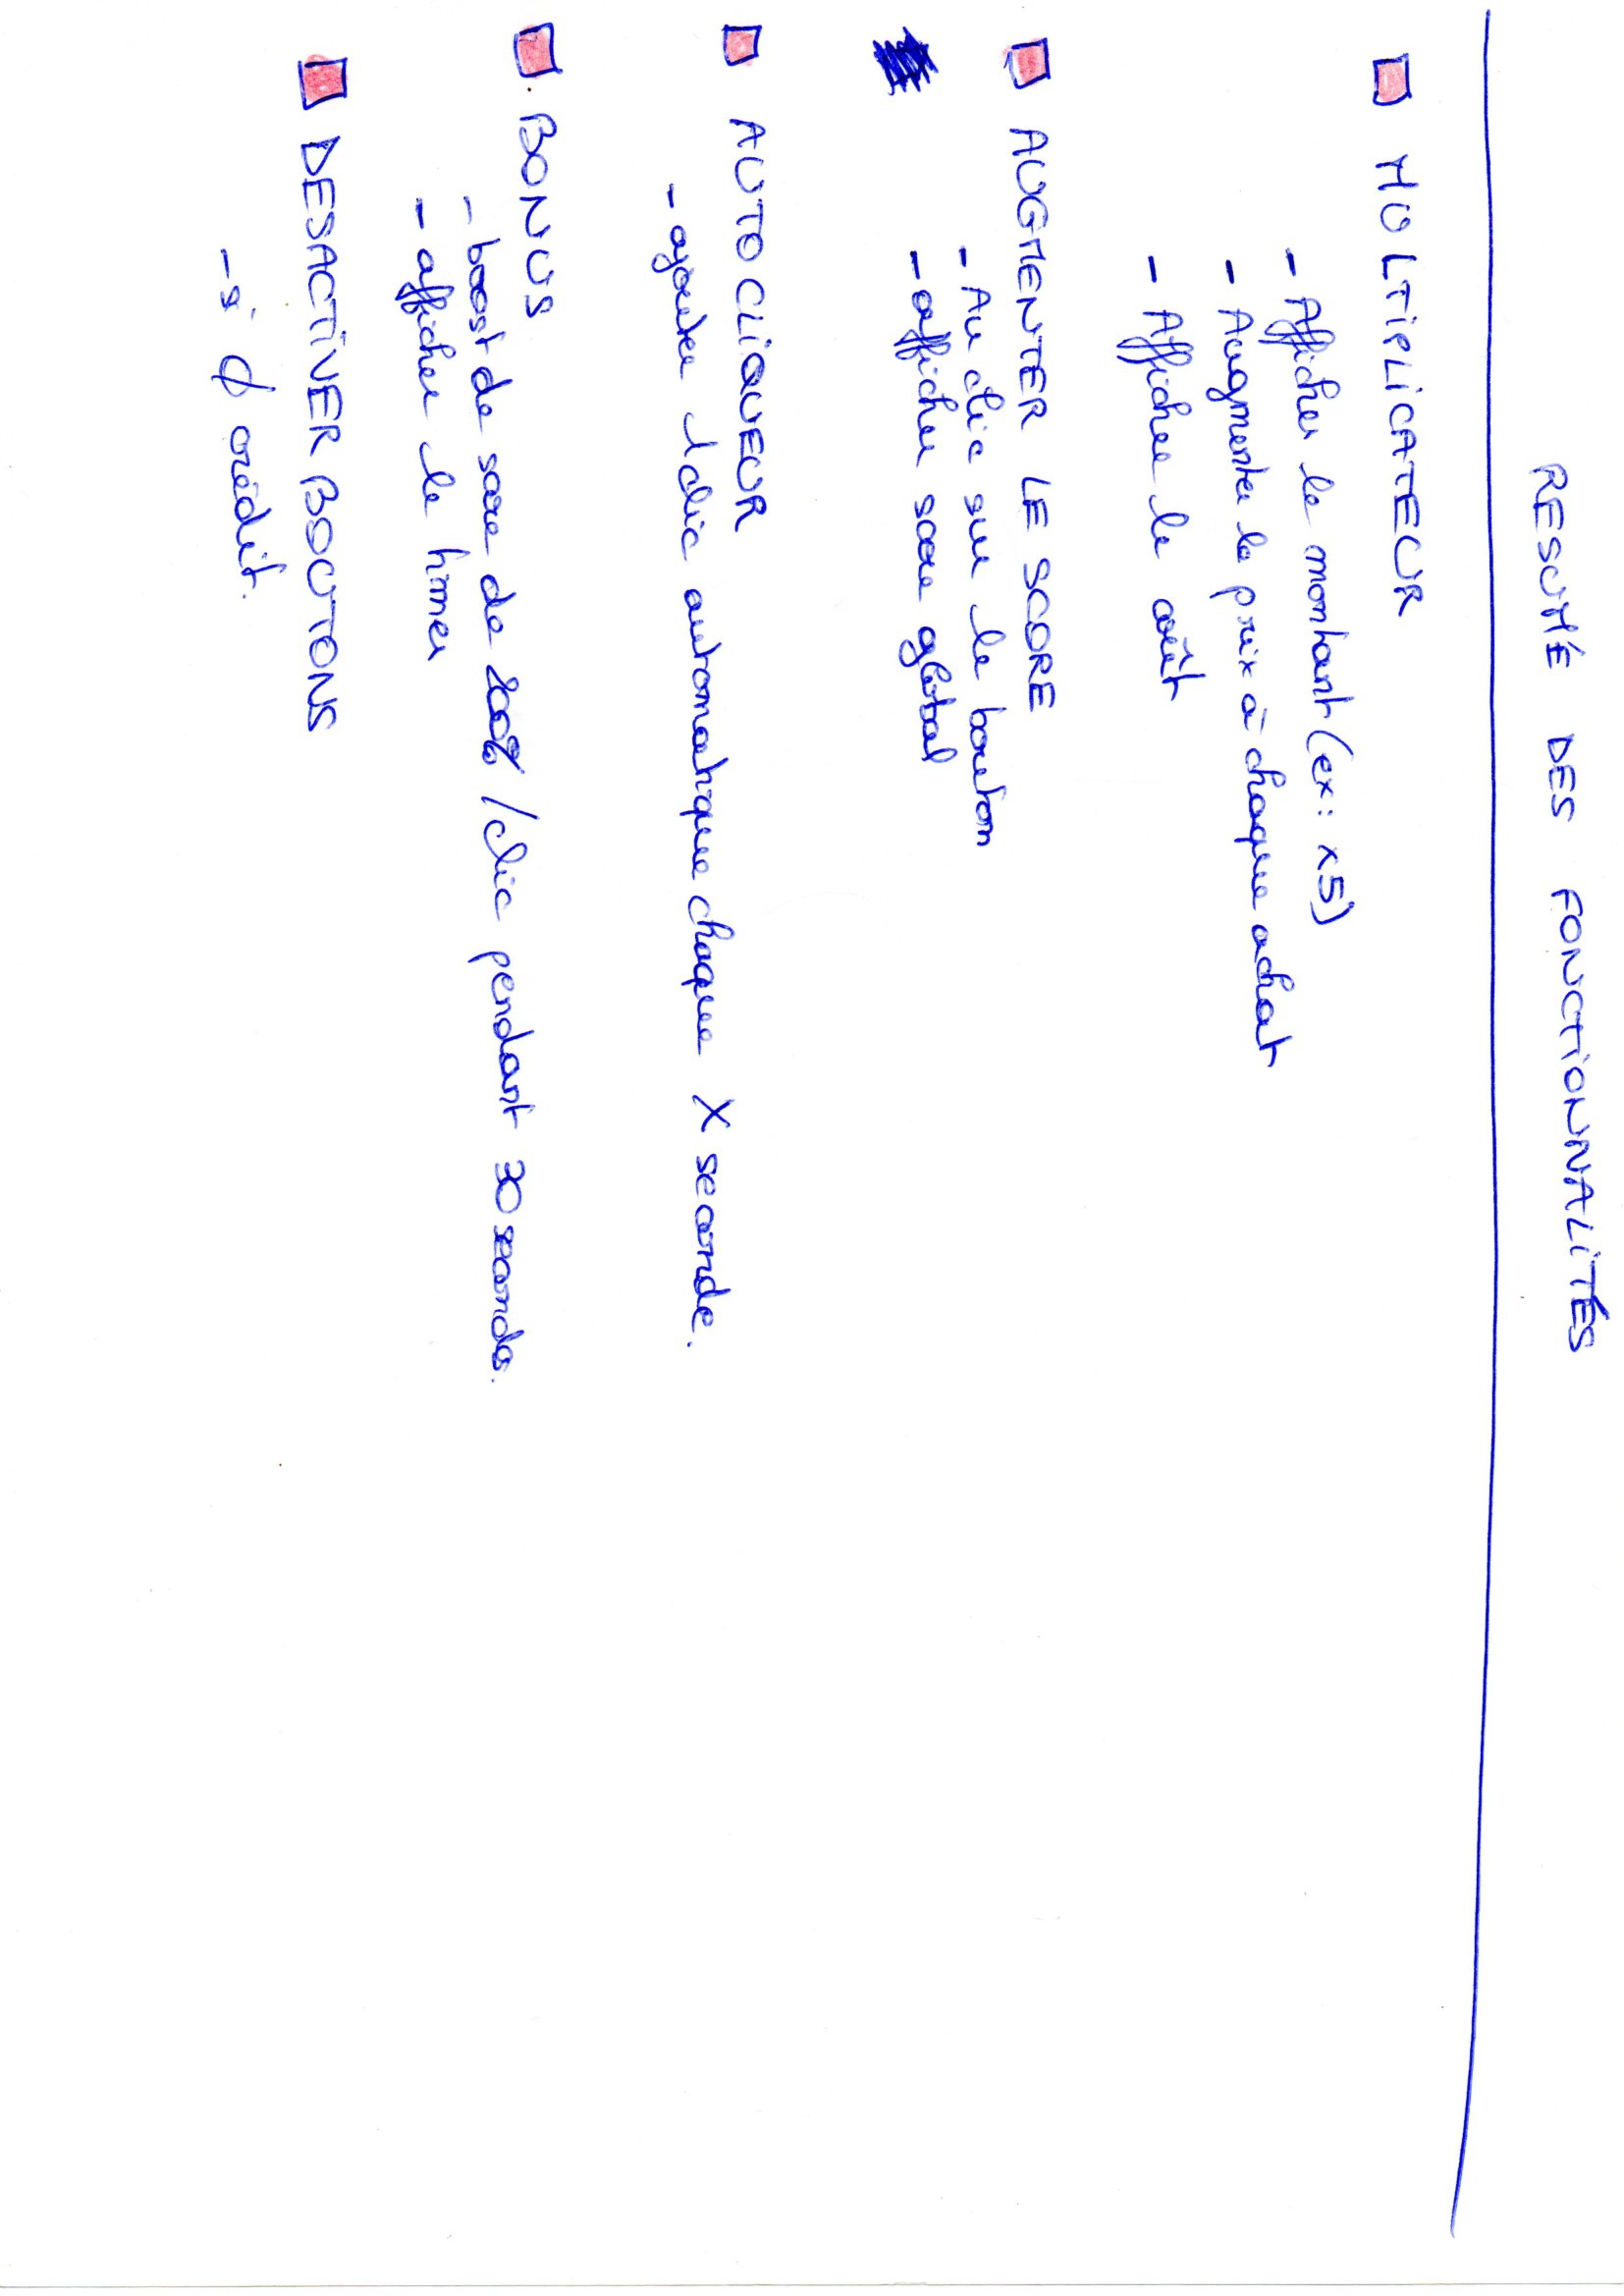 RESUMÉ DES FONCTIONNALITÉS
MULTIPLICATEUR
- Afficher le montant (ex: x5)
- Augmenter le prix à chaque achat
- Afficher le coût
AUGMENTER LE SCORE
- Au clic sur le bouton
- afficher score global
AUTO CLIQUEUR
- ajouter 1 clic automatique chaque X seconde.
BONUS
- boost de score de 200% / clic pendant 30 secondes.
- afficher le timer
DESACTIVER BOUTONS
- si ∅ crédit.